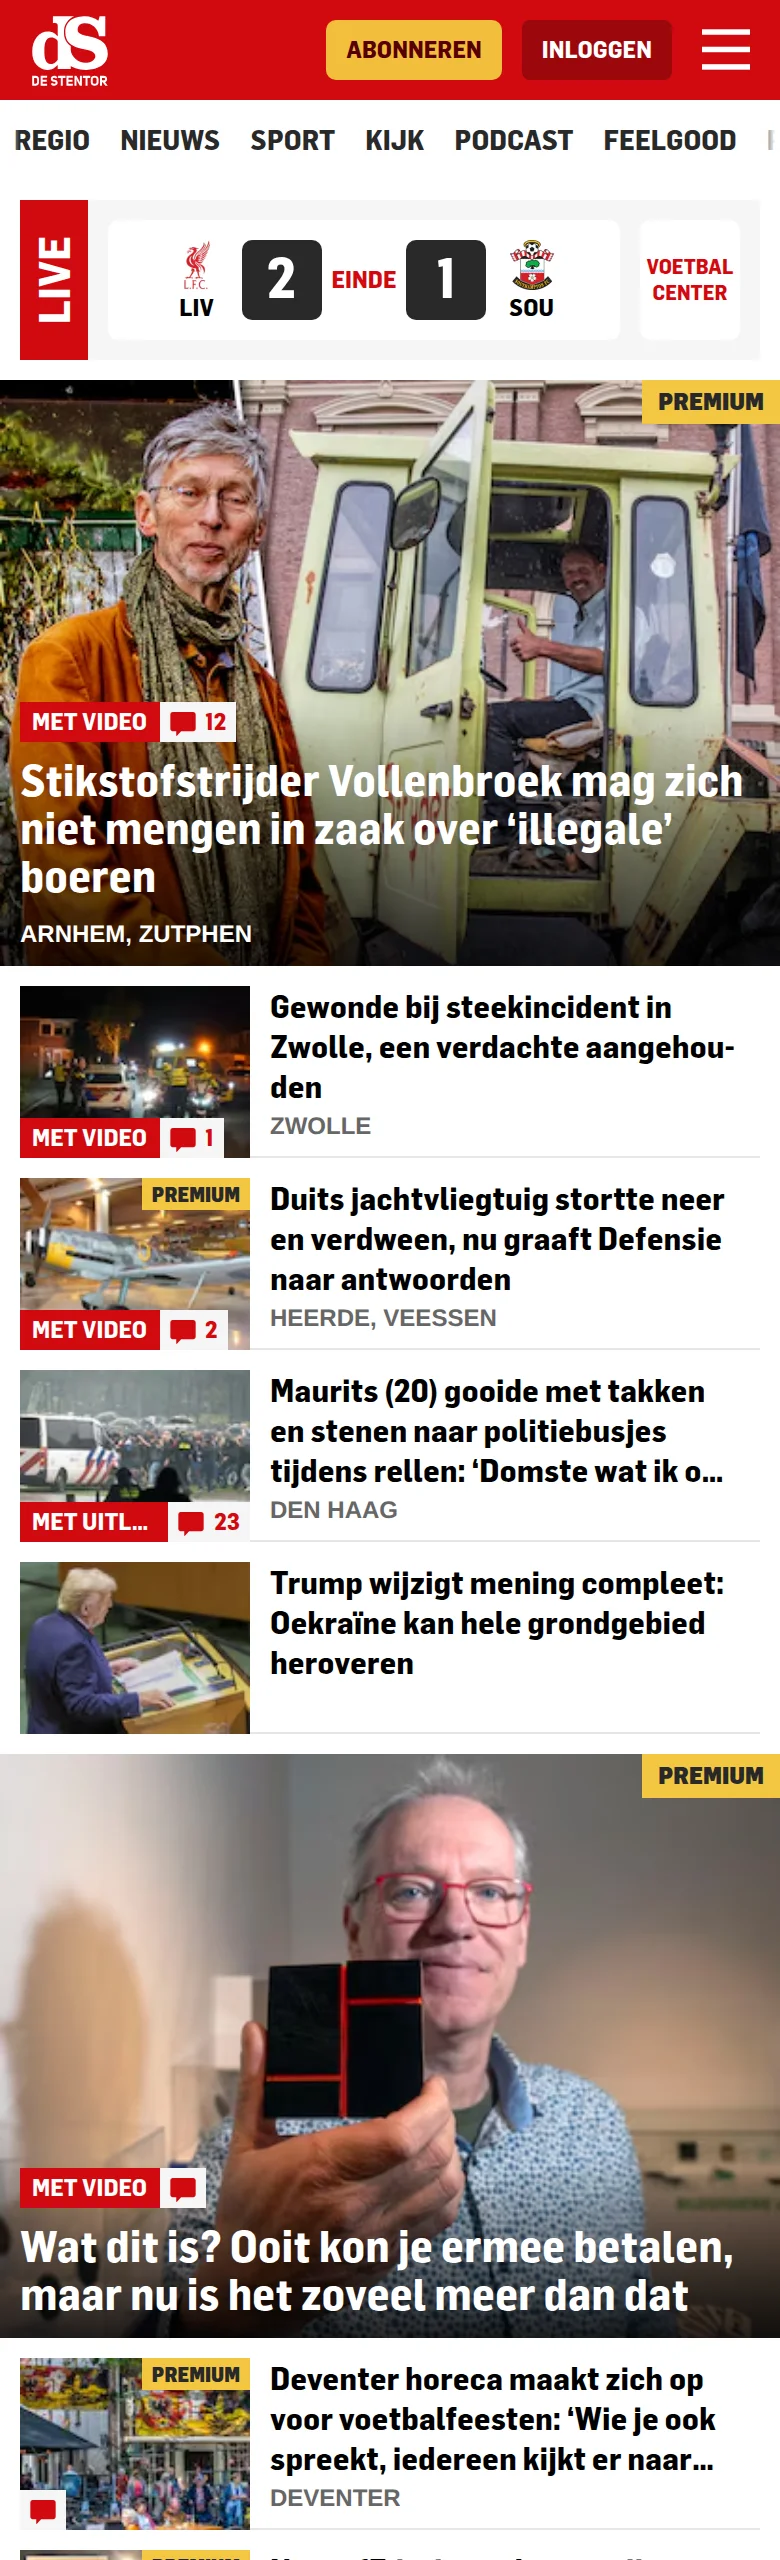 dS
DE STENTOR
ABONNEREN
INLOGGEN
REGIO NIEUWS SPORT KIJK PODCAST FEELGOOD
LIVE
L.F.C.
LIV
2
EINDE
1
SOU
VOETBAL
CENTER
PREMIUM
MET VIDEO 12
Stikstofstrijder Vollenbroek mag zich
niet mengen in zaak over ‘illegale’
boeren
ARNHEM, ZUTPHEN
Gewonde bij steekincident in
Zwolle, een verdachte aangehou-
den
ZWOLLE
MET VIDEO 1
PREMIUM
Duits jachtvliegtuig stortte neer
en verdween, nu graaft Defensie
naar antwoorden
HEERDE, VEESSEN
MET VIDEO 2
Maurits (20) gooide met takken
en stenen naar politiebusjes
tijdens rellen: ‘Domste wat ik o...
DEN HAAG
MET UITL... 23
Trump wijzigt mening compleet:
Oekraïne kan hele grondgebied
heroveren
PREMIUM
MET VIDEO
Wat dit is? Ooit kon je ermee betalen,
maar nu is het zoveel meer dan dat
PREMIUM
Deventer horeca maakt zich op
voor voetbalfeesten: ‘Wie je ook
spreekt, iedereen kijkt er naar...
DEVENTER